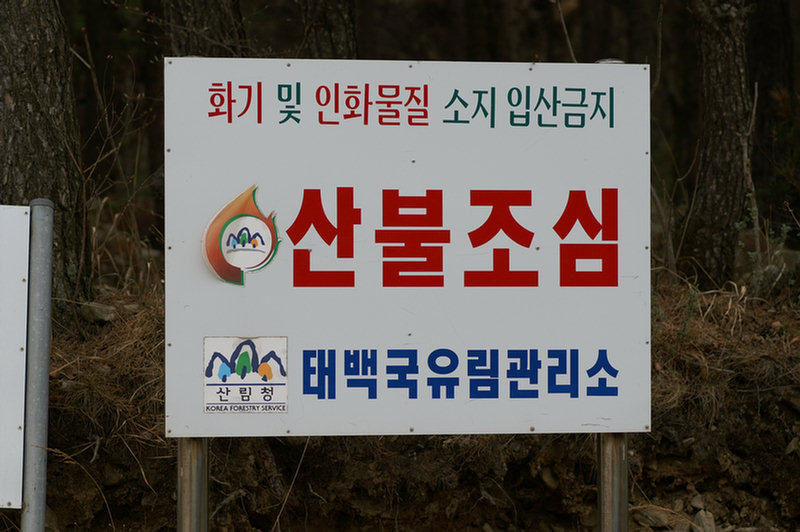 화기 및 인화물질 소지 입산금지
산불조심
산림청
KOREA FORESTRY SERVICE
태백국유림관리소